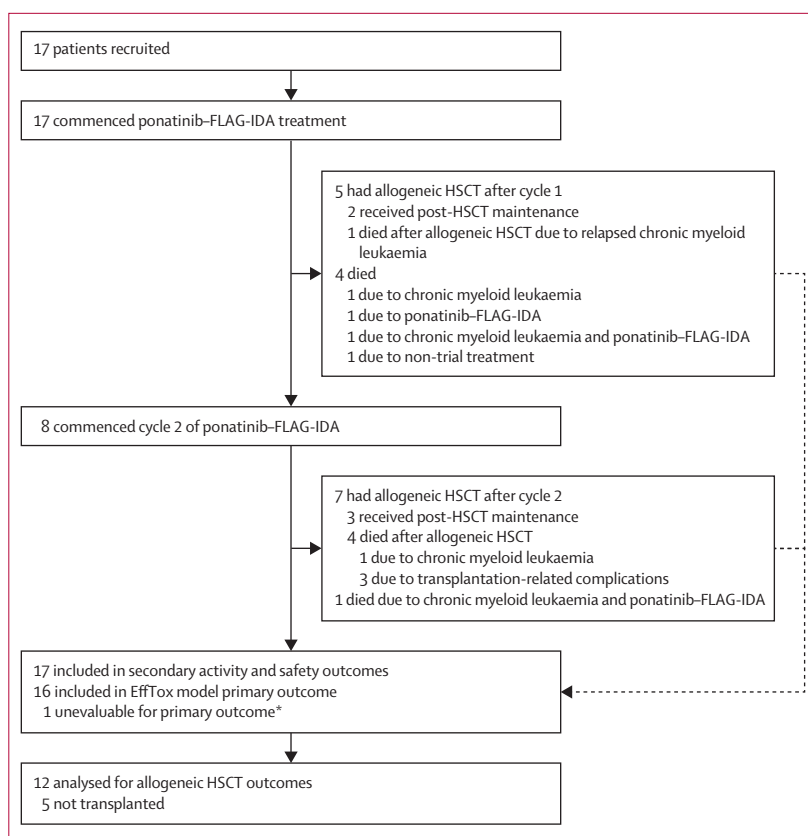 17 patients recruited
17 commenced ponatinib–FLAG-IDA treatment
5 had allogeneic HSCT after cycle 1
2 received post-HSCT maintenance
1 died after allogeneic HSCT due to relapsed chronic myeloid
leukaemia
4 died
1 due to chronic myeloid leukaemia
1 due to ponatinib–FLAG-IDA
1 due to chronic myeloid leukaemia and ponatinib–FLAG-IDA
1 due to non-trial treatment
8 commenced cycle 2 of ponatinib–FLAG-IDA
7 had allogeneic HSCT after cycle 2
3 received post-HSCT maintenance
4 died after allogeneic HSCT
1 due to chronic myeloid leukaemia
3 due to transplantation-related complications
1 died due to chronic myeloid leukaemia and ponatinib–FLAG-IDA
17 included in secondary activity and safety outcomes
16 included in EffTox model primary outcome
1 unevaluable for primary outcome*
12 analysed for allogeneic HSCT outcomes
5 not transplanted